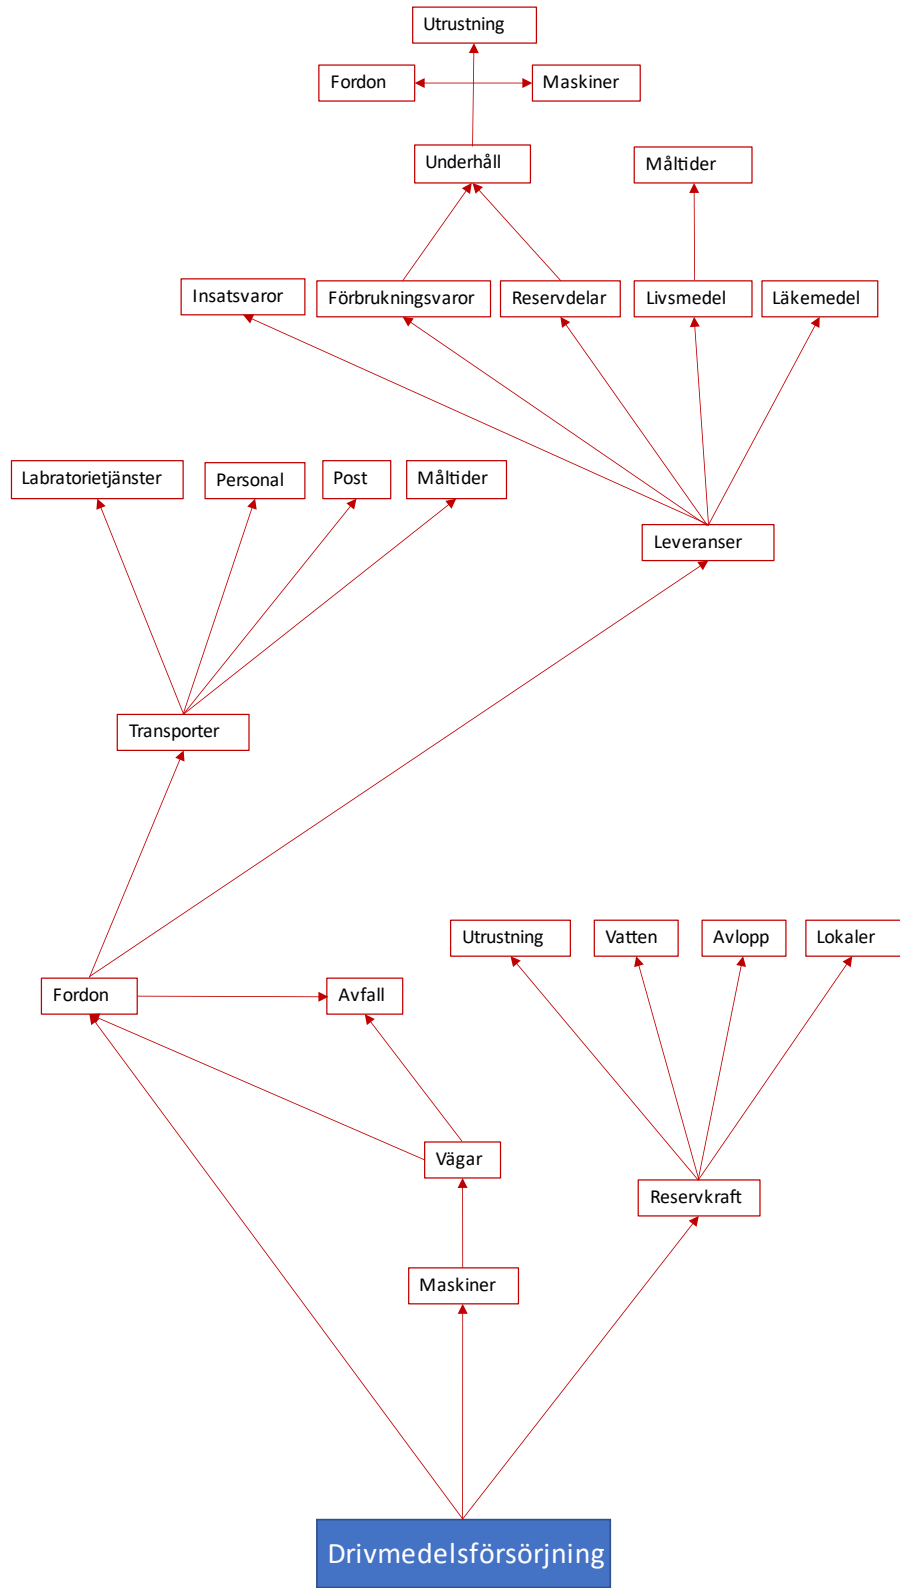 Utrustning
Fordon
Maskiner
Underhåll
Måltider
Insatsvaror
Förbrukningsvaror
Reservdelar
Livsmedel
Läkemedel
Labratorietjänster
Personal
Post
Måltider
Leveranser
Transporter
Utrustning
Vatten
Avlopp
Lokaler
Fordon
Avfall
Vägar
Reservkraft
Maskiner
Drivmedelsförsörjning